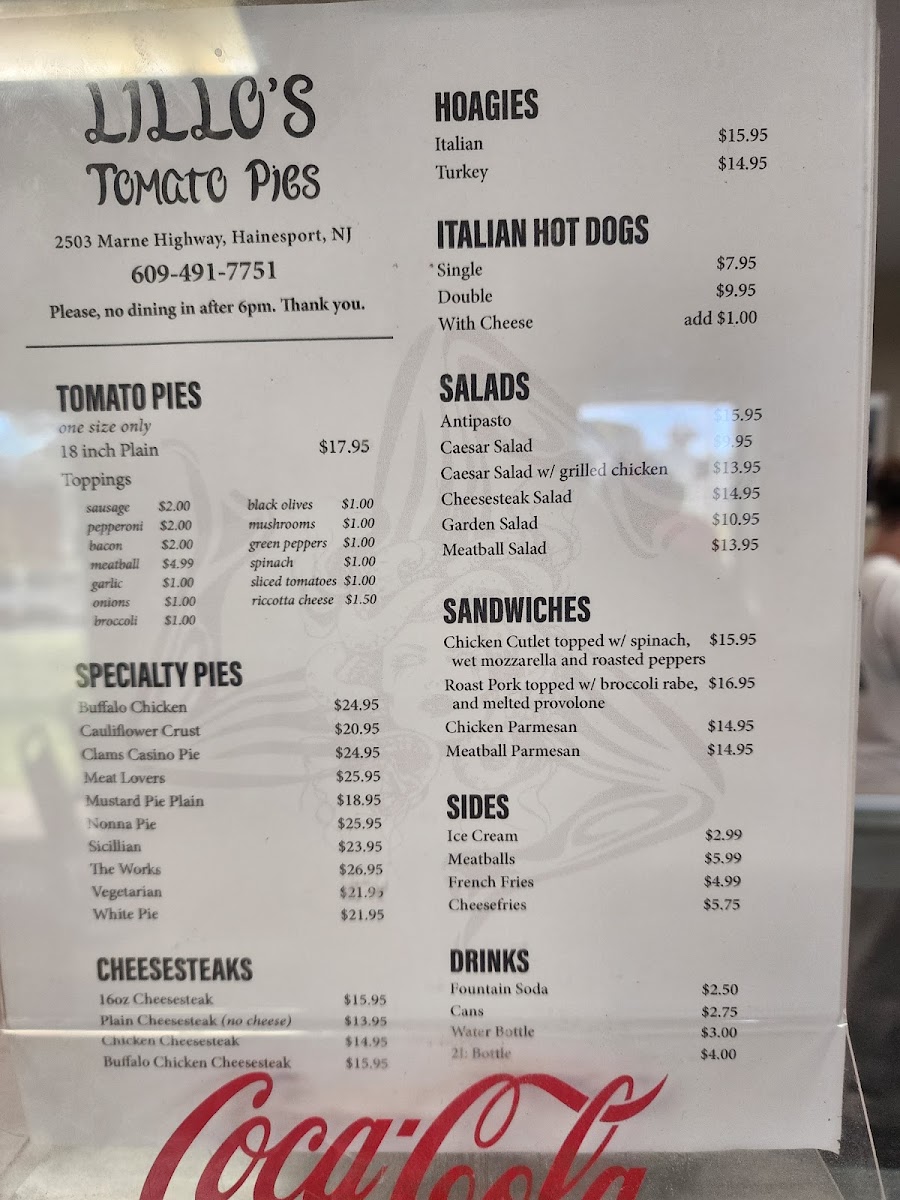 LILLO'S
TOMATO PIES
2503 Marne Highway, Hainesport, NJ
609-491-7751
Please, no dining in after 6pm. Thank you.
TOMATO PIES
one size only
18 inch Plain $17.95
Toppings
sausage $2.00
pepperoni $2.00
bacon $2.00
meatball $4.99
garlic $1.00
onions $1.00
broccoli $1.00
black olives $1.00
mushrooms $1.00
green peppers $1.00
spinach $1.00
sliced tomatoes $1.00
riccotta cheese $1.50
SPECIALTY PIES
Buffalo Chicken $24.95
Cauliflower Crust $20.95
Clams Casino Pie $24.95
Meat Lovers $25.95
Mustard Pie Plain $18.95
Nonna Pie $25.95
Sicillian $23.95
The Works $26.95
Vegetarian $21.95
White Pie $21.95
CHEESESTEAKS
16oz Cheesesteak $15.95
Plain Cheesesteak (no cheese) $13.95
Chicken Cheesesteak $14.95
Buffalo Chicken Cheesesteak $15.95
HOAGIES
Italian $15.95
Turkey $14.95
ITALIAN HOT DOGS
Single $7.95
Double $9.95
With Cheese add $1.00
SALADS
Antipasto $15.95
Caesar Salad $9.95
Caesar Salad w/ grilled chicken $13.95
Cheesesteak Salad $14.95
Garden Salad $10.95
Meatball Salad $13.95
SANDWICHES
Chicken Cutlet topped w/ spinach, $15.95
wet mozzarella and roasted peppers
Roast Pork topped w/ broccoli rabe, $16.95
and melted provolone
Chicken Parmesan $14.95
Meatball Parmesan $14.95
SIDES
Ice Cream $2.99
Meatballs $5.99
French Fries $4.99
Cheesefries $5.75
DRINKS
Fountain Soda $2.50
Cans $2.75
Water Bottle $3.00
2L Bottle $4.00
Coca-Cola